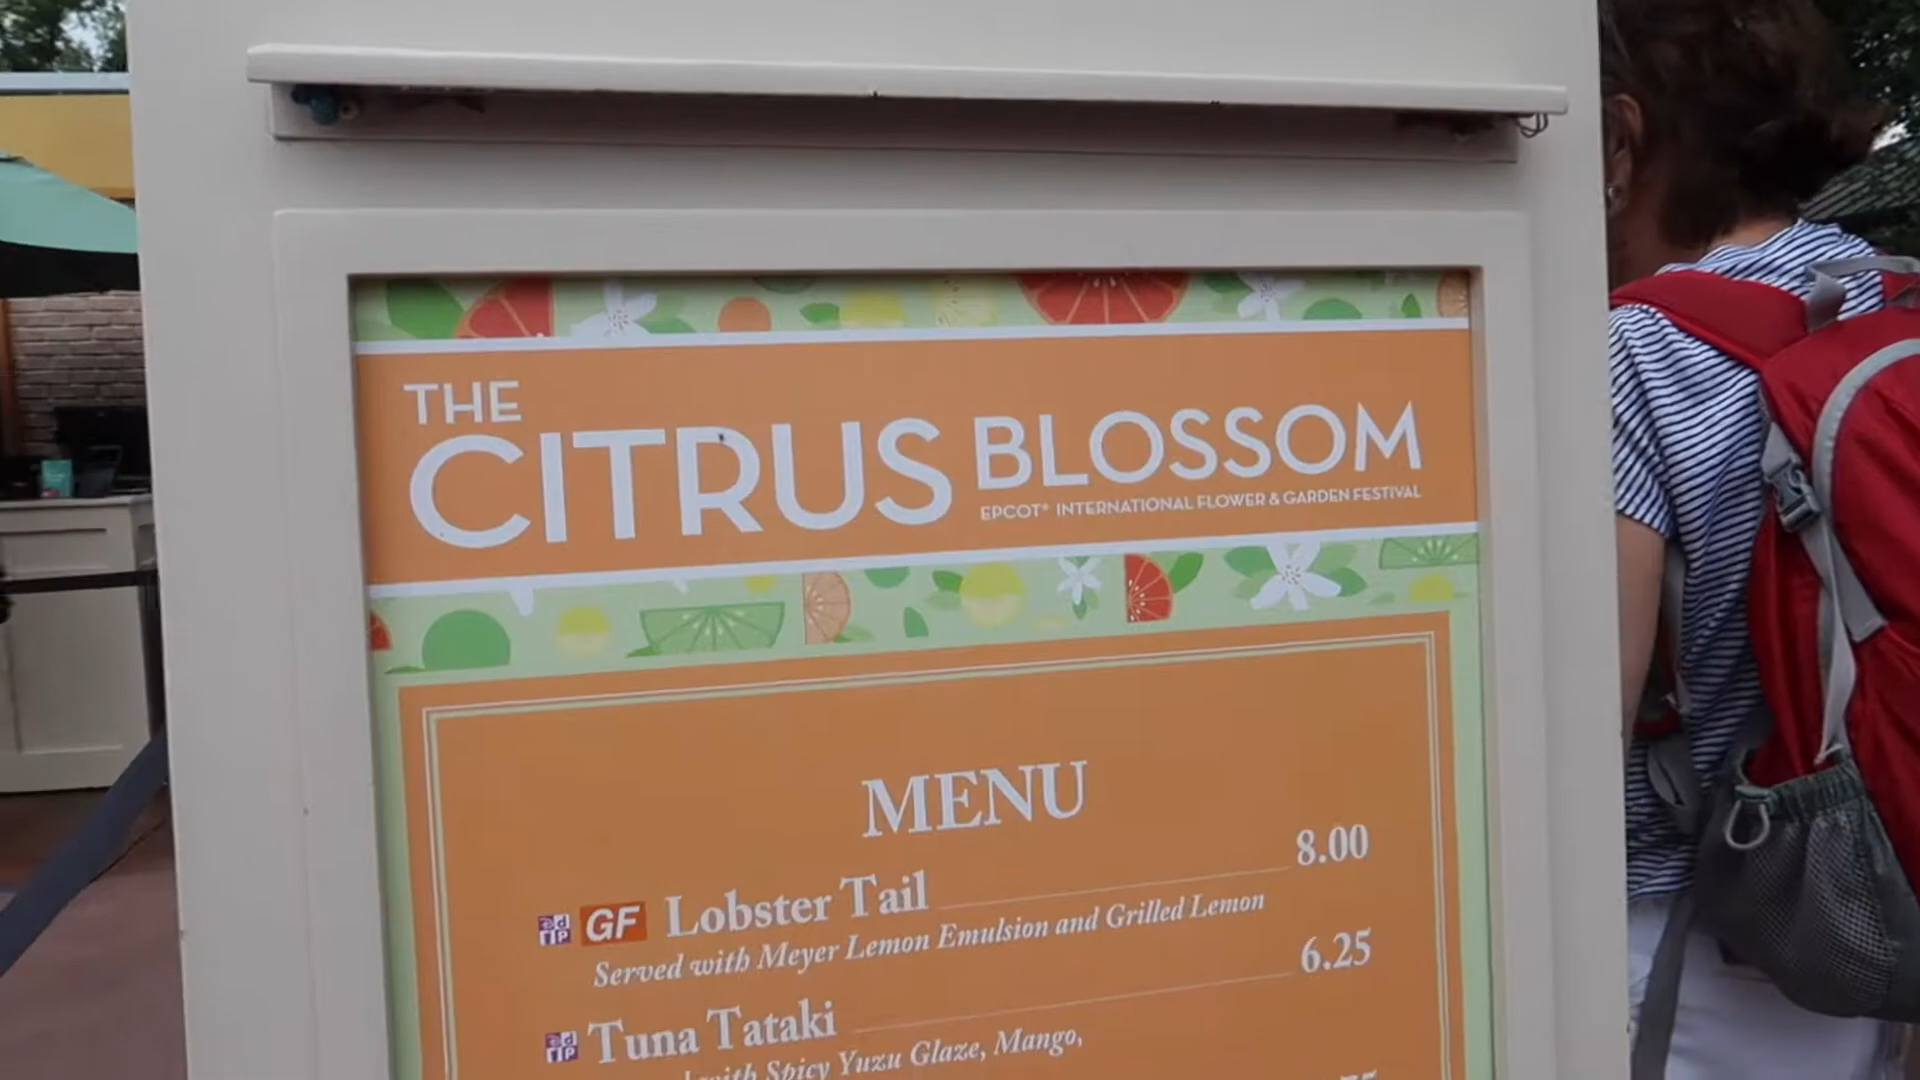 THE
CITRUS BLOSSOM
EPCOT® INTERNATIONAL FLOWER & GARDEN FESTIVAL
MENU
GF Lobster Tail 8.00
Served with Meyer Lemon Emulsion and Grilled Lemon
Tuna Tataki 6.25
with Spicy Yuzu Glaze, Mango,